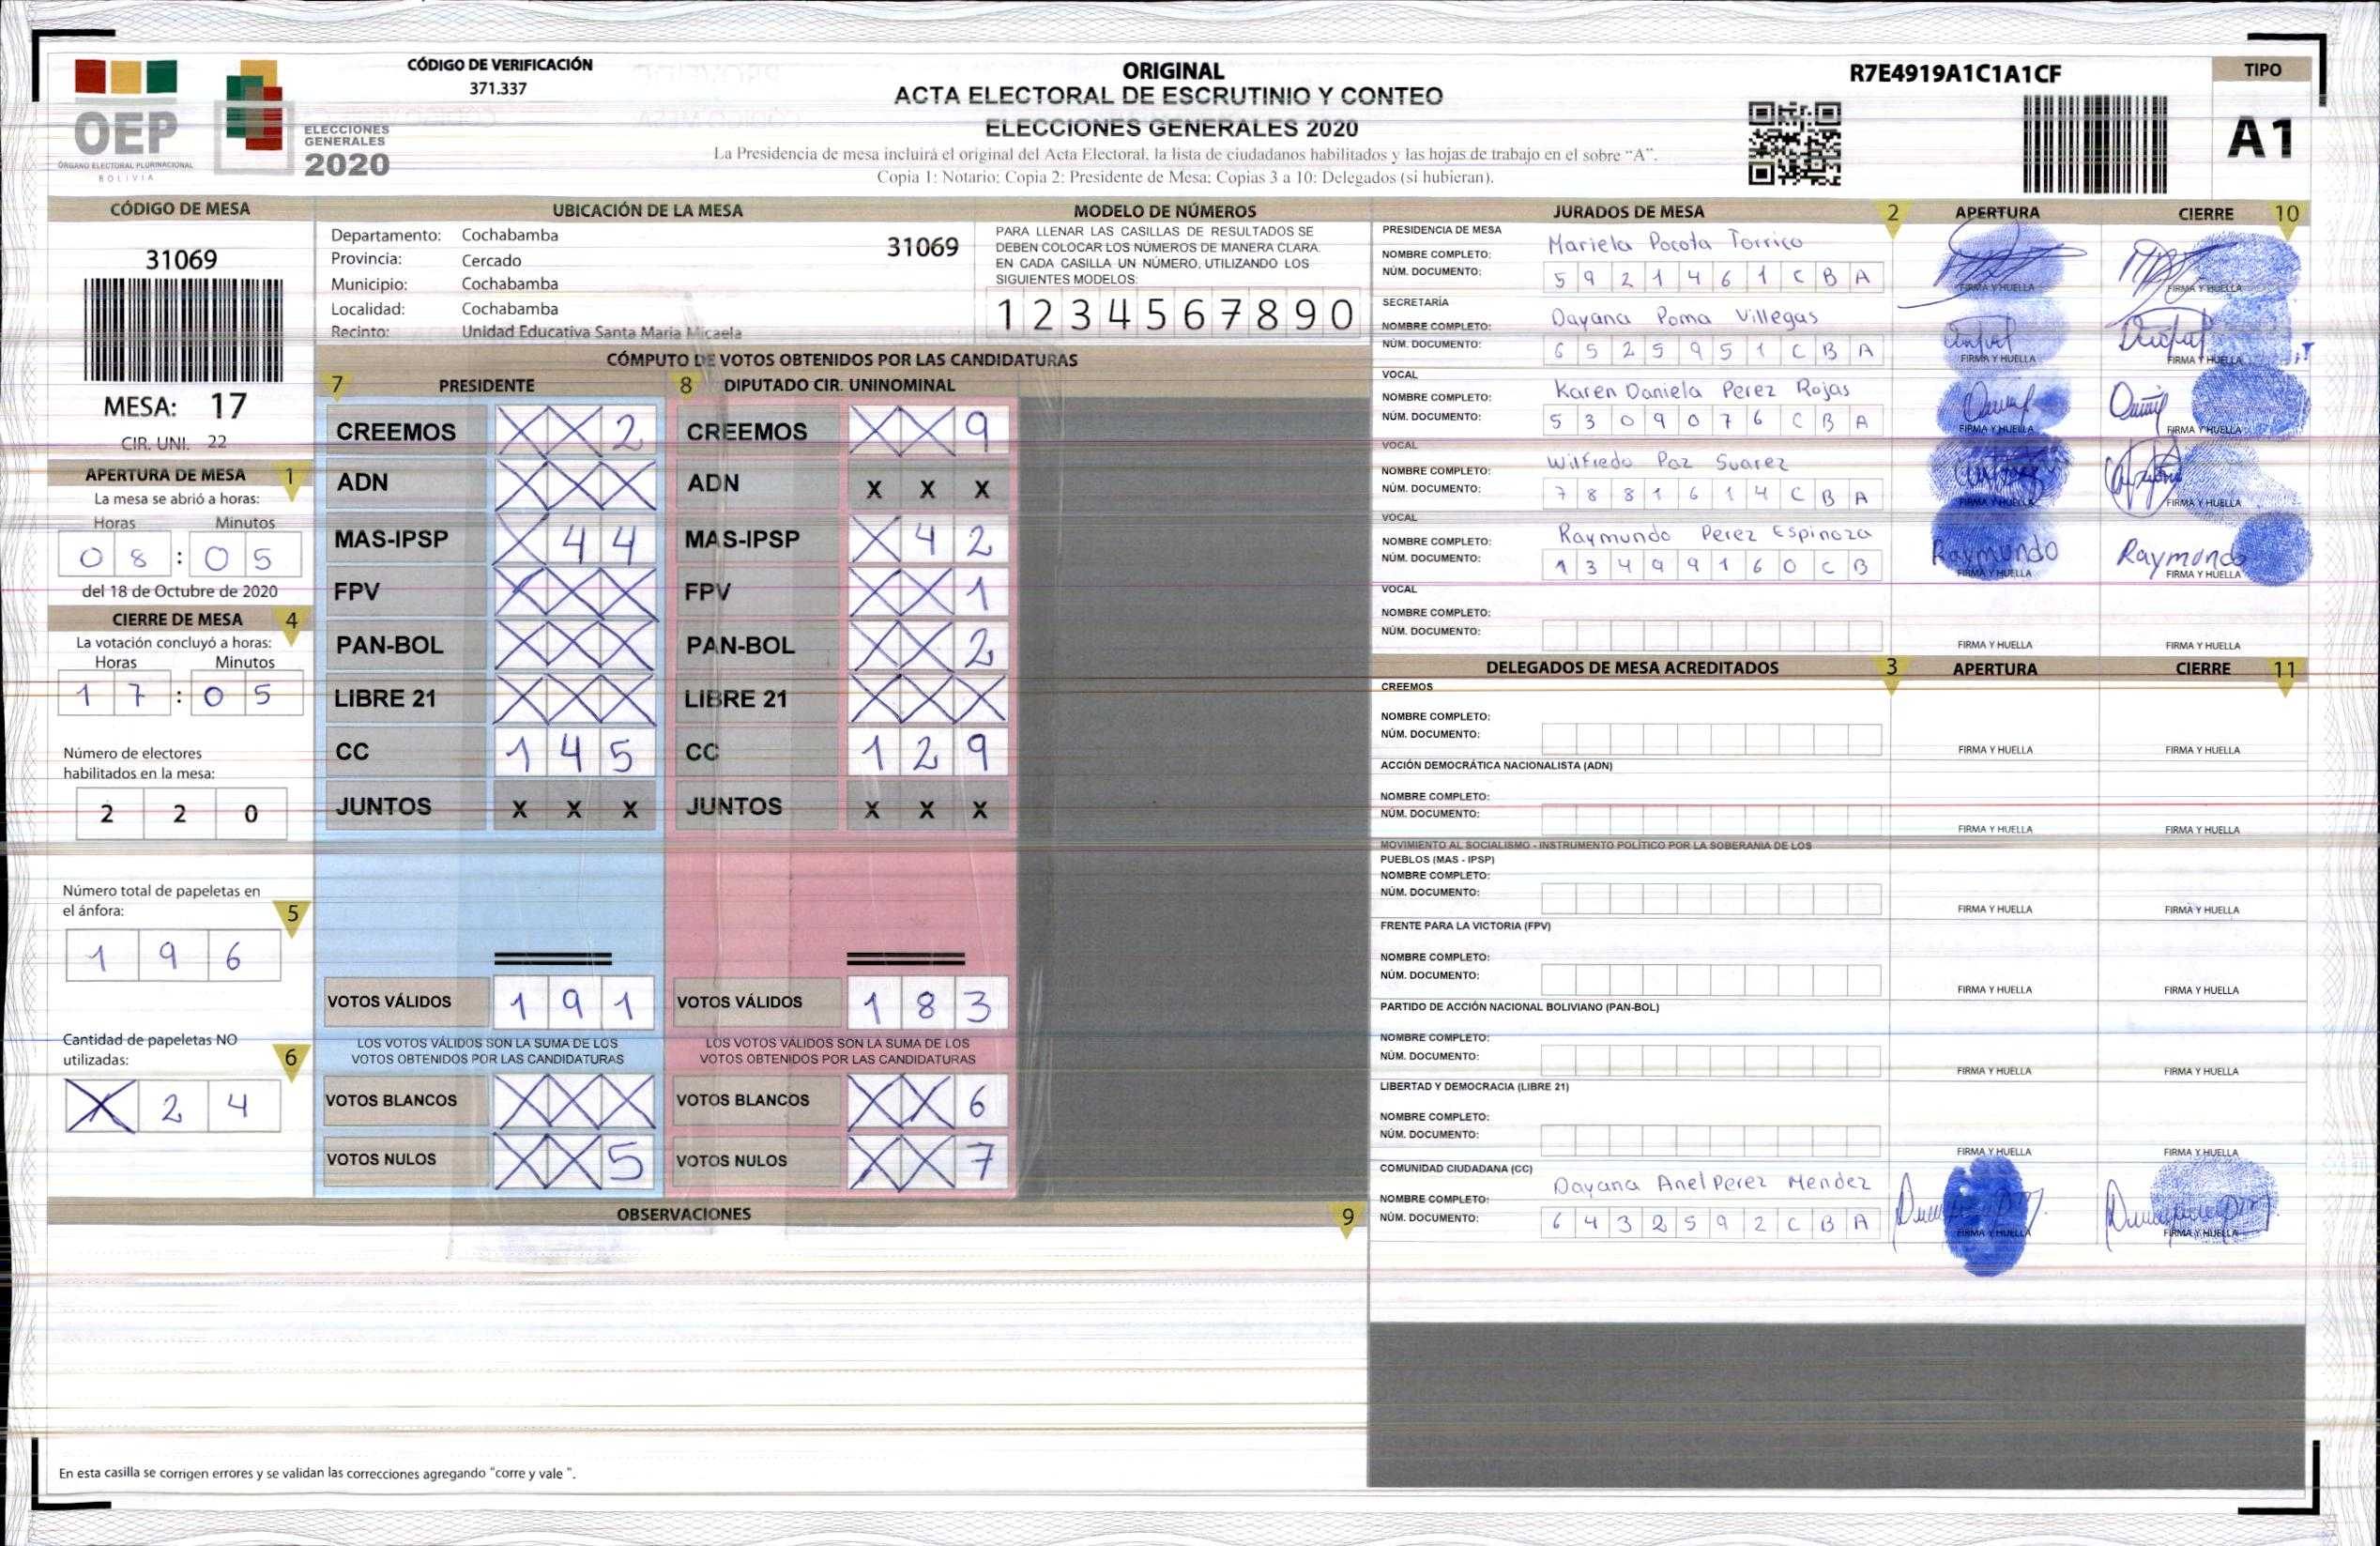 CÓDIGO DE VERIFICACIÓN
371.337
OEP
ÓRGANO ELECTORAL PLURINACIONAL
BOLIVIA
ELECCIONES
GENERALES
2020
ORIGINAL
ACTA ELECTORAL DE ESCRUTINIO Y CONTEO
ELECCIONES GENERALES 2020
La Presidencia de mesa incluirá el original del Acta Electoral, la lista de ciudadanos habilitados y las hojas de trabajo en el sobre "A".
Copia 1: Notario; Copia 2: Presidente de Mesa; Copias 3 a 10: Delegados (si hubieran).
R7E4919A1C1A1CF
TIPO
A1
CÓDIGO DE MESA
31069
MESA: 17
CIR. UNI. 22
APERTURA DE MESA 1
La mesa se abrió a horas:
Horas Minutos
0 8 : 0 5
del 18 de Octubre de 2020
CIERRE DE MESA 4
La votación concluyó a horas:
Horas Minutos
1 7 : 0 5
Número de electores
habilitados en la mesa:
2 2 0
Número total de papeletas en
el ánfora:
5
1 9 6
Cantidad de papeletas NO
utilizadas:
6
X 2 4
UBICACIÓN DE LA MESA
Departamento: Cochabamba
31069
Provincia: Cercado
Municipio: Cochabamba
Localidad: Cochabamba
Recinto: Unidad Educativa Santa Maria Micaela
MODELO DE NÚMEROS
PARA LLENAR LAS CASILLAS DE RESULTADOS SE
DEBEN COLOCAR LOS NÚMEROS DE MANERA CLARA.
EN CADA CASILLA UN NÚMERO, UTILIZANDO LOS
SIGUIENTES MODELOS:
1 2 3 4 5 6 7 8 9 0
CÓMPUTO DE VOTOS OBTENIDOS POR LAS CANDIDATURAS
7 PRESIDENTE
CREEMOS X X 2
ADN X X X
MAS-IPSP X 4 4
FPV X X X
PAN-BOL X X X
LIBRE 21 X X X
CC 1 4 5
JUNTOS X X X
VOTOS VÁLIDOS 1 9 1
LOS VOTOS VÁLIDOS SON LA SUMA DE LOS
VOTOS OBTENIDOS POR LAS CANDIDATURAS
VOTOS BLANCOS X X X
VOTOS NULOS X X 5
8 DIPUTADO CIR. UNINOMINAL
CREEMOS X X 9
ADN X X X
MAS-IPSP X 4 2
FPV X X 1
PAN-BOL X X 2
LIBRE 21 X X X
CC 1 2 9
JUNTOS X X X
VOTOS VÁLIDOS 1 8 3
LOS VOTOS VÁLIDOS SON LA SUMA DE LOS
VOTOS OBTENIDOS POR LAS CANDIDATURAS
VOTOS BLANCOS X X 6
VOTOS NULOS X X 7
OBSERVACIONES 9
En esta casilla se corrigen errores y se validan las correcciones agregando "corre y vale ".
JURADOS DE MESA 2 APERTURA CIERRE 10
PRESIDENCIA DE MESA
NOMBRE COMPLETO: Mariela Pocota Torrico
NÚM. DOCUMENTO: 5 9 2 1 4 6 1 C B A
FIRMA Y HUELLA FIRMA Y HUELLA
SECRETARÍA
NOMBRE COMPLETO: Dayana Poma Villegas
NÚM. DOCUMENTO: 6 5 2 5 9 5 1 C B A
FIRMA Y HUELLA FIRMA Y HUELLA
VOCAL
NOMBRE COMPLETO: Karen Daniela Perez Rojas
NÚM. DOCUMENTO: 5 3 0 9 0 7 6 C B A
FIRMA Y HUELLA FIRMA Y HUELLA
VOCAL
NOMBRE COMPLETO: Wilfredo Paz Suarez
NÚM. DOCUMENTO: 7 8 8 1 6 1 4 C B A
FIRMA Y HUELLA FIRMA Y HUELLA
VOCAL
NOMBRE COMPLETO: Raymundo Perez Espinoza
NÚM. DOCUMENTO: 1 3 4 9 9 1 6 0 C B
Raymundo Raymondo
FIRMA Y HUELLA FIRMA Y HUELLA
VOCAL
NOMBRE COMPLETO:
NÚM. DOCUMENTO:
FIRMA Y HUELLA FIRMA Y HUELLA
DELEGADOS DE MESA ACREDITADOS 3 APERTURA CIERRE 11
CREEMOS
NOMBRE COMPLETO:
NÚM. DOCUMENTO:
FIRMA Y HUELLA FIRMA Y HUELLA
ACCIÓN DEMOCRÁTICA NACIONALISTA (ADN)
NOMBRE COMPLETO:
NÚM. DOCUMENTO:
FIRMA Y HUELLA FIRMA Y HUELLA
MOVIMIENTO AL SOCIALISMO - INSTRUMENTO POLÍTICO POR LA SOBERANIA DE LOS
PUEBLOS (MAS - IPSP)
NOMBRE COMPLETO:
NÚM. DOCUMENTO:
FIRMA Y HUELLA FIRMA Y HUELLA
FRENTE PARA LA VICTORIA (FPV)
NOMBRE COMPLETO:
NÚM. DOCUMENTO:
FIRMA Y HUELLA FIRMA Y HUELLA
PARTIDO DE ACCIÓN NACIONAL BOLIVIANO (PAN-BOL)
NOMBRE COMPLETO:
NÚM. DOCUMENTO:
FIRMA Y HUELLA FIRMA Y HUELLA
LIBERTAD Y DEMOCRACIA (LIBRE 21)
NOMBRE COMPLETO:
NÚM. DOCUMENTO:
FIRMA Y HUELLA FIRMA Y HUELLA
COMUNIDAD CIUDADANA (CC)
NOMBRE COMPLETO: Dayana Anel Perez Mendez
NÚM. DOCUMENTO: 6 4 3 2 5 9 2 C B A
FIRMA Y HUELLA FIRMA Y HUELLA